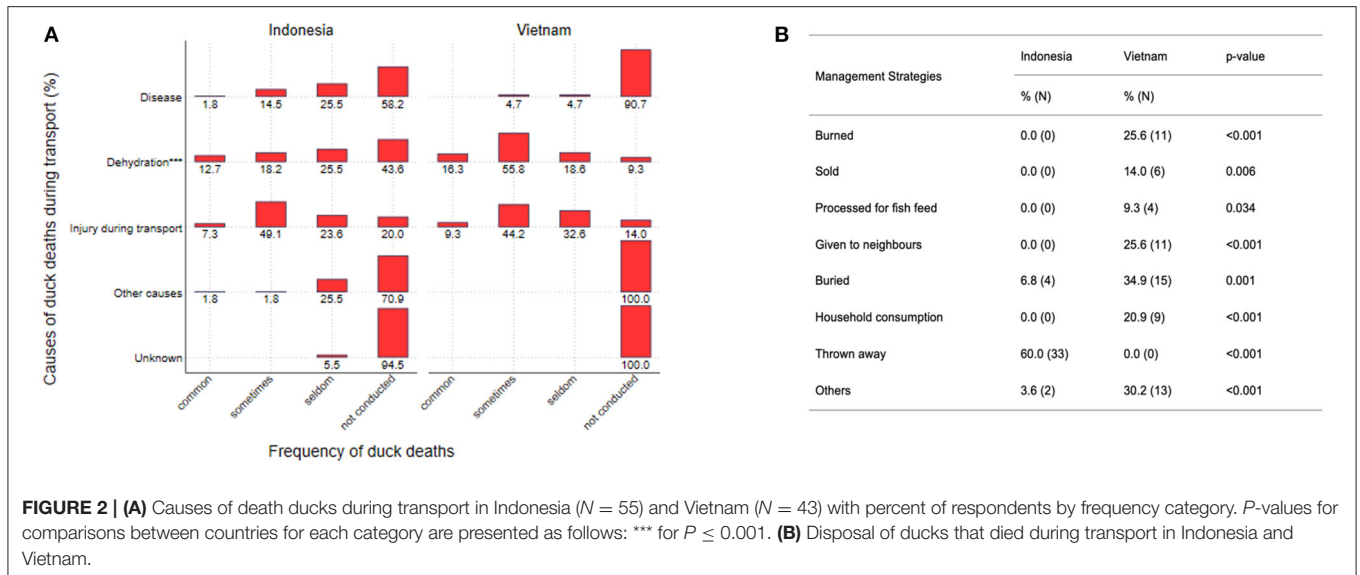 A
Indonesia
Vietnam
Causes of duck deaths during transport (%)
Disease
1.8 14.5 25.5 58.2 4.7 4.7 90.7
Dehydration***
12.7 18.2 25.5 43.6 16.3 55.8 18.6 9.3
Injury during transport
7.3 49.1 23.6 20.0 9.3 44.2 32.6 14.0
Other causes
1.8 1.8 25.5 70.9 100.0
Unknown
5.5 94.5 100.0
common sometimes seldom not conducted common sometimes seldom not conducted
Frequency of duck deaths
B
Indonesia Vietnam p-value
Management Strategies
% (N) % (N)
Burned 0.0 (0) 25.6 (11) <0.001
Sold 0.0 (0) 14.0 (6) 0.006
Processed for fish feed 0.0 (0) 9.3 (4) 0.034
Given to neighbours 0.0 (0) 25.6 (11) <0.001
Buried 6.8 (4) 34.9 (15) 0.001
Household consumption 0.0 (0) 20.9 (9) <0.001
Thrown away 60.0 (33) 0.0 (0) <0.001
Others 3.6 (2) 30.2 (13) <0.001
FIGURE 2 | (A) Causes of death ducks during transport in Indonesia (N = 55) and Vietnam (N = 43) with percent of respondents by frequency category. P-values for
comparisons between countries for each category are presented as follows: *** for P ≤ 0.001. (B) Disposal of ducks that died during transport in Indonesia and
Vietnam.